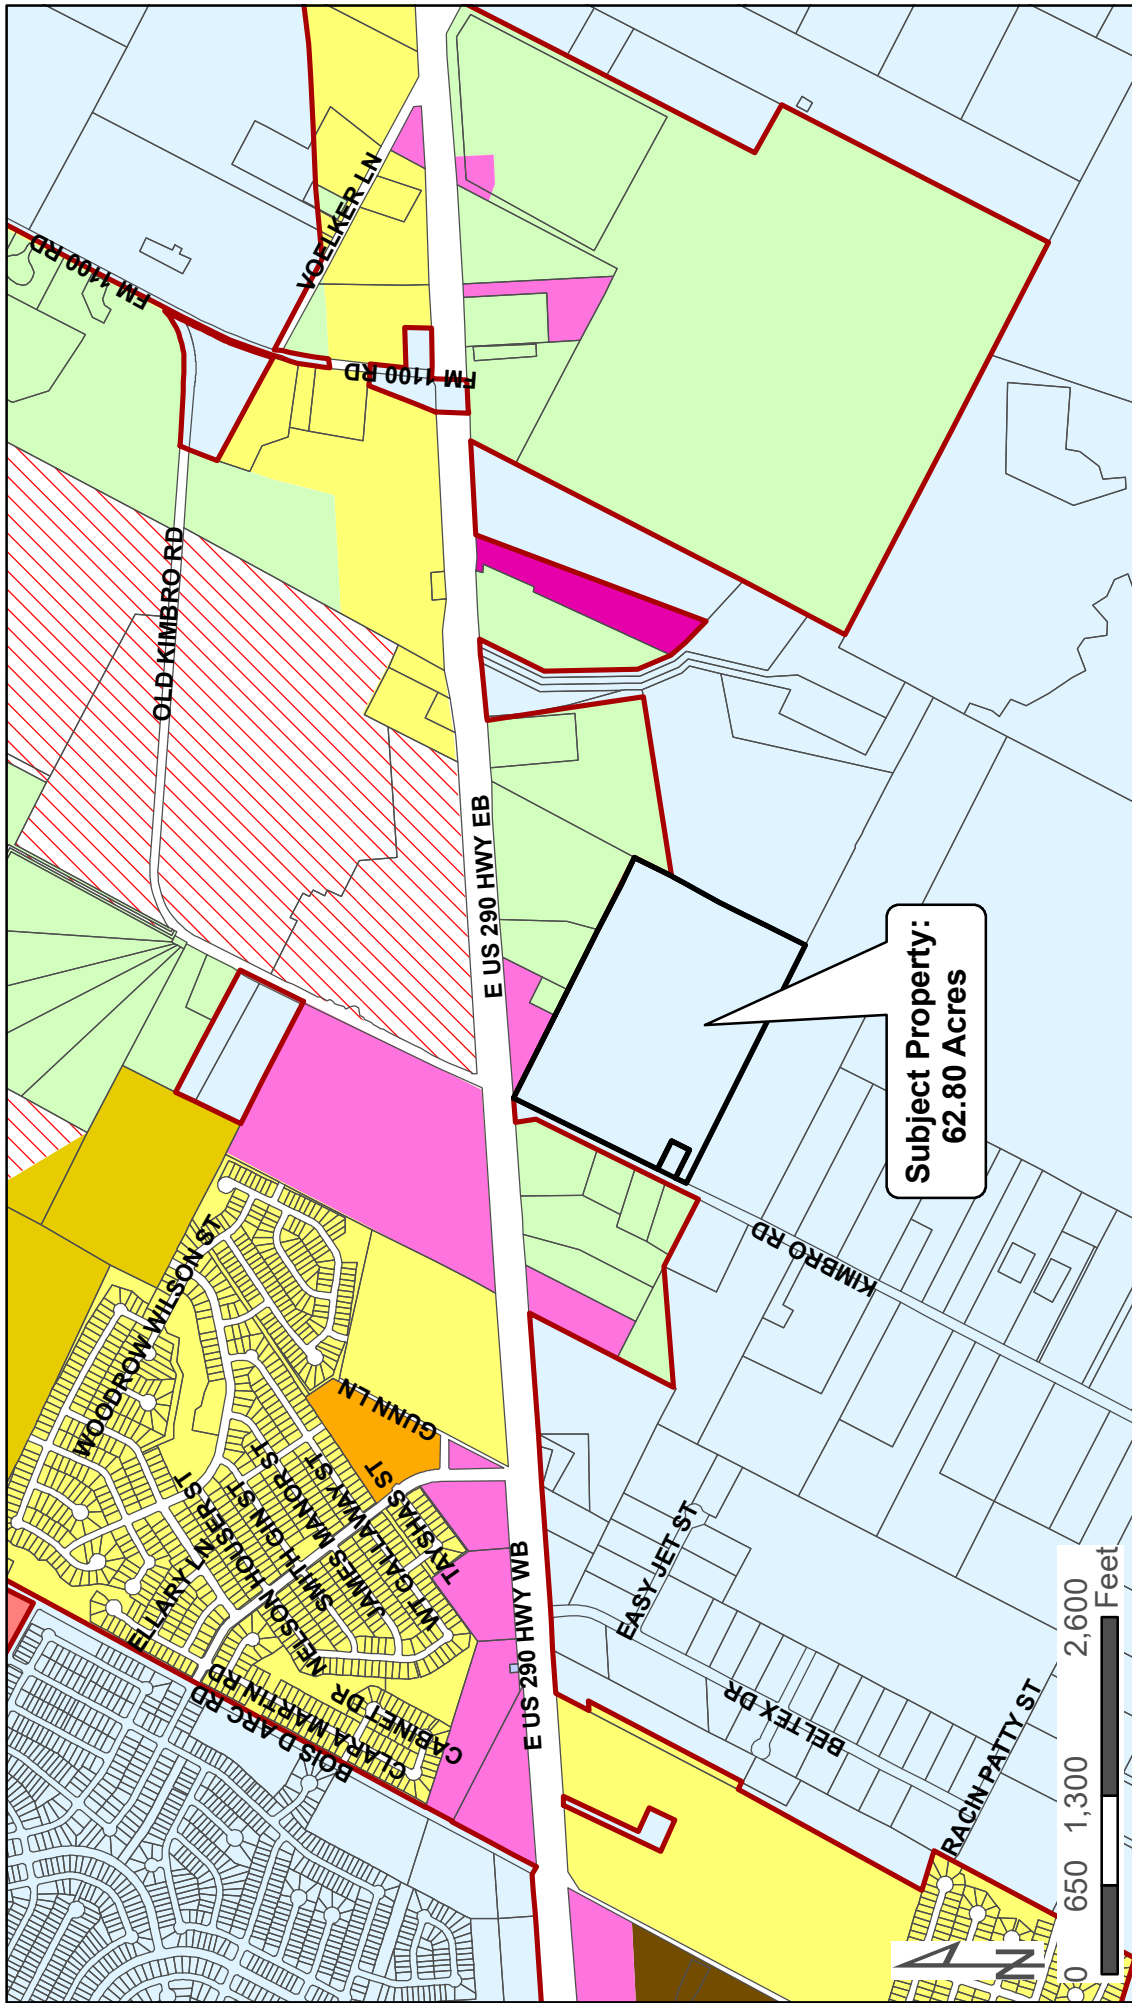 FM 1100 RD
VOELKER LN
FM 1100 RD
OLD KIMBRO RD
E US 290 HWY EB
WOODROW WILSON ST
GUNN LN
ELLARY LN
NELSON HOUSER ST
SMITH GIN ST
JAMES MANOR ST
WT GALLAWAY ST
TAYSHAS ST
BOIS D ARC RD
CLARA MARTIN RD
CABINET DR
E US 290 HWY WB
KIMBRO RD
EASY JET ST
BELTEX DR
RACIN PATTY ST
Subject Property:
62.80 Acres
N
0 650 1,300 2,600
Feet